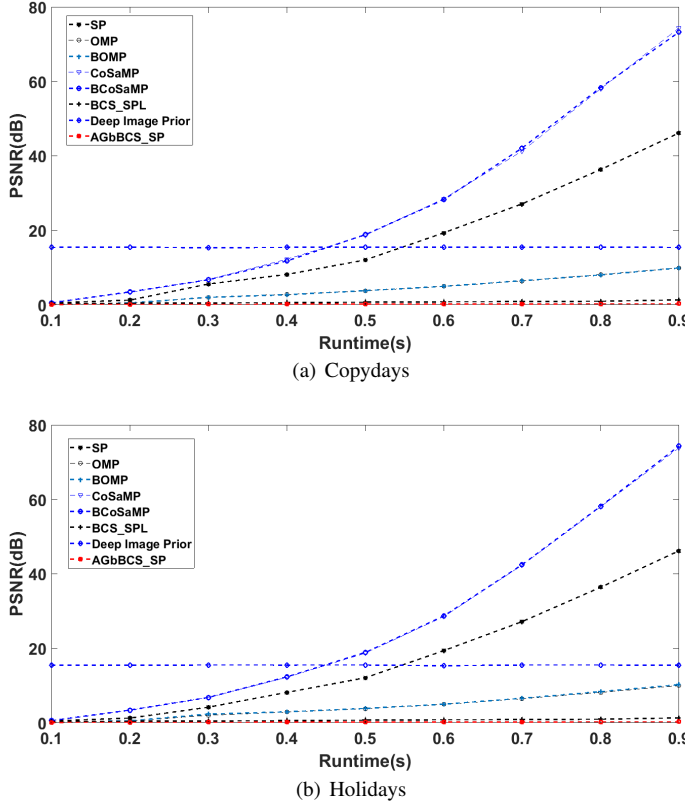 80
60
40
20
0
PSNR(dB)
SP
OMP
BOMP
CoSaMP
BCoSaMP
BCS_SPL
Deep Image Prior
AGbBCS_SP
0.1 0.2 0.3 0.4 0.5 0.6 0.7 0.8 0.9
Runtime(s)
(a) Copydays
80
60
40
20
0
PSNR(dB)
SP
OMP
BOMP
CoSaMP
BCoSaMP
BCS_SPL
Deep Image Prior
AGbBCS_SP
0.1 0.2 0.3 0.4 0.5 0.6 0.7 0.8 0.9
Runtime(s)
(b) Holidays